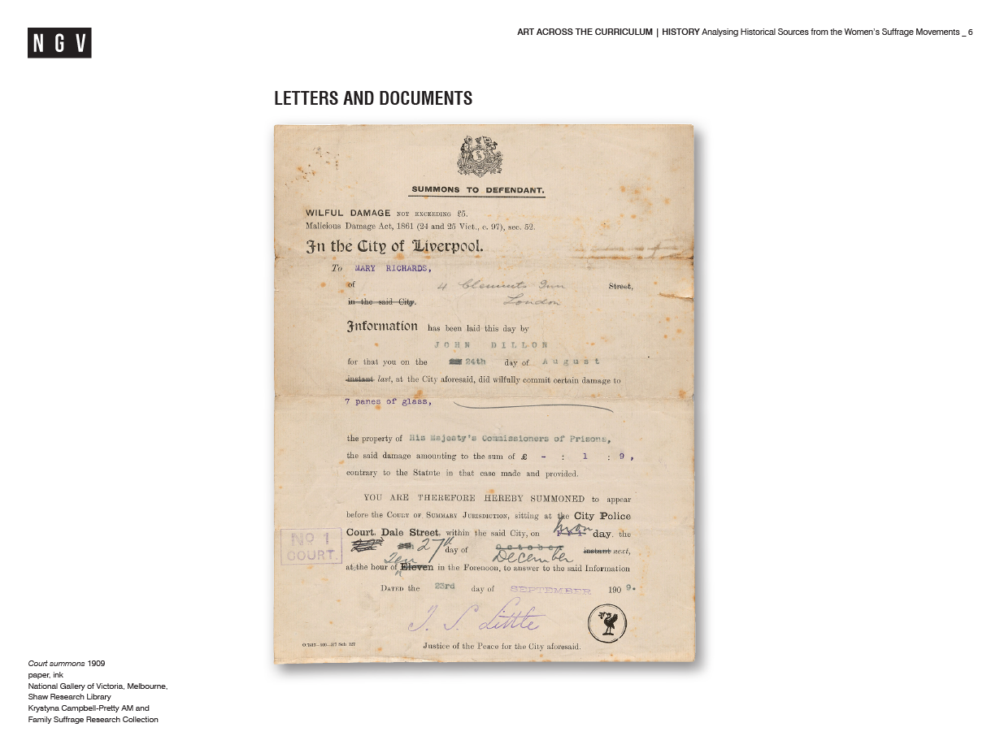 NGV
ART ACROSS THE CURRICULUM | HISTORY Analysing Historical Sources from the Women's Suffrage Movements _ 6
LETTERS AND DOCUMENTS
SUMMONS TO DEFENDANT.
WILFUL DAMAGE NOT EXCEEDING £5.
Malicious Damage Act, 1861 (24 and 25 Vict., c. 97), sec. 52.
In the City of Liverpool.
To MARY RICHARDS,
of 4 Clements Inn Street,
in the said City. London
Information has been laid this day by
JOHN DILLON
for that you on the 24th day of August
instant last, at the City aforesaid, did wilfully commit certain damage to
7 panes of glass,
the property of His Majesty's Commissioners of Prisons,
the said damage amounting to the sum of £ - : 1 : 9,
contrary to the Statute in that case made and provided.
YOU ARE THEREFORE HEREBY SUMMONED to appear
before the COURT OF SUMMARY JURISDICTION, sitting at the City Police
Court, Dale Street, within the said City, on Mon day, the
27th day of October December instant next,
at the hour of Eleven Ten in the Forenoon, to answer to the said Information
No 1
COURT.
DATED the 23rd day of SEPTEMBER 1909.
T. S. Little
Justice of the Peace for the City aforesaid.
Court summons 1909
paper, ink
National Gallery of Victoria, Melbourne,
Shaw Research Library
Krystyna Campbell-Pretty AM and
Family Suffrage Research Collection